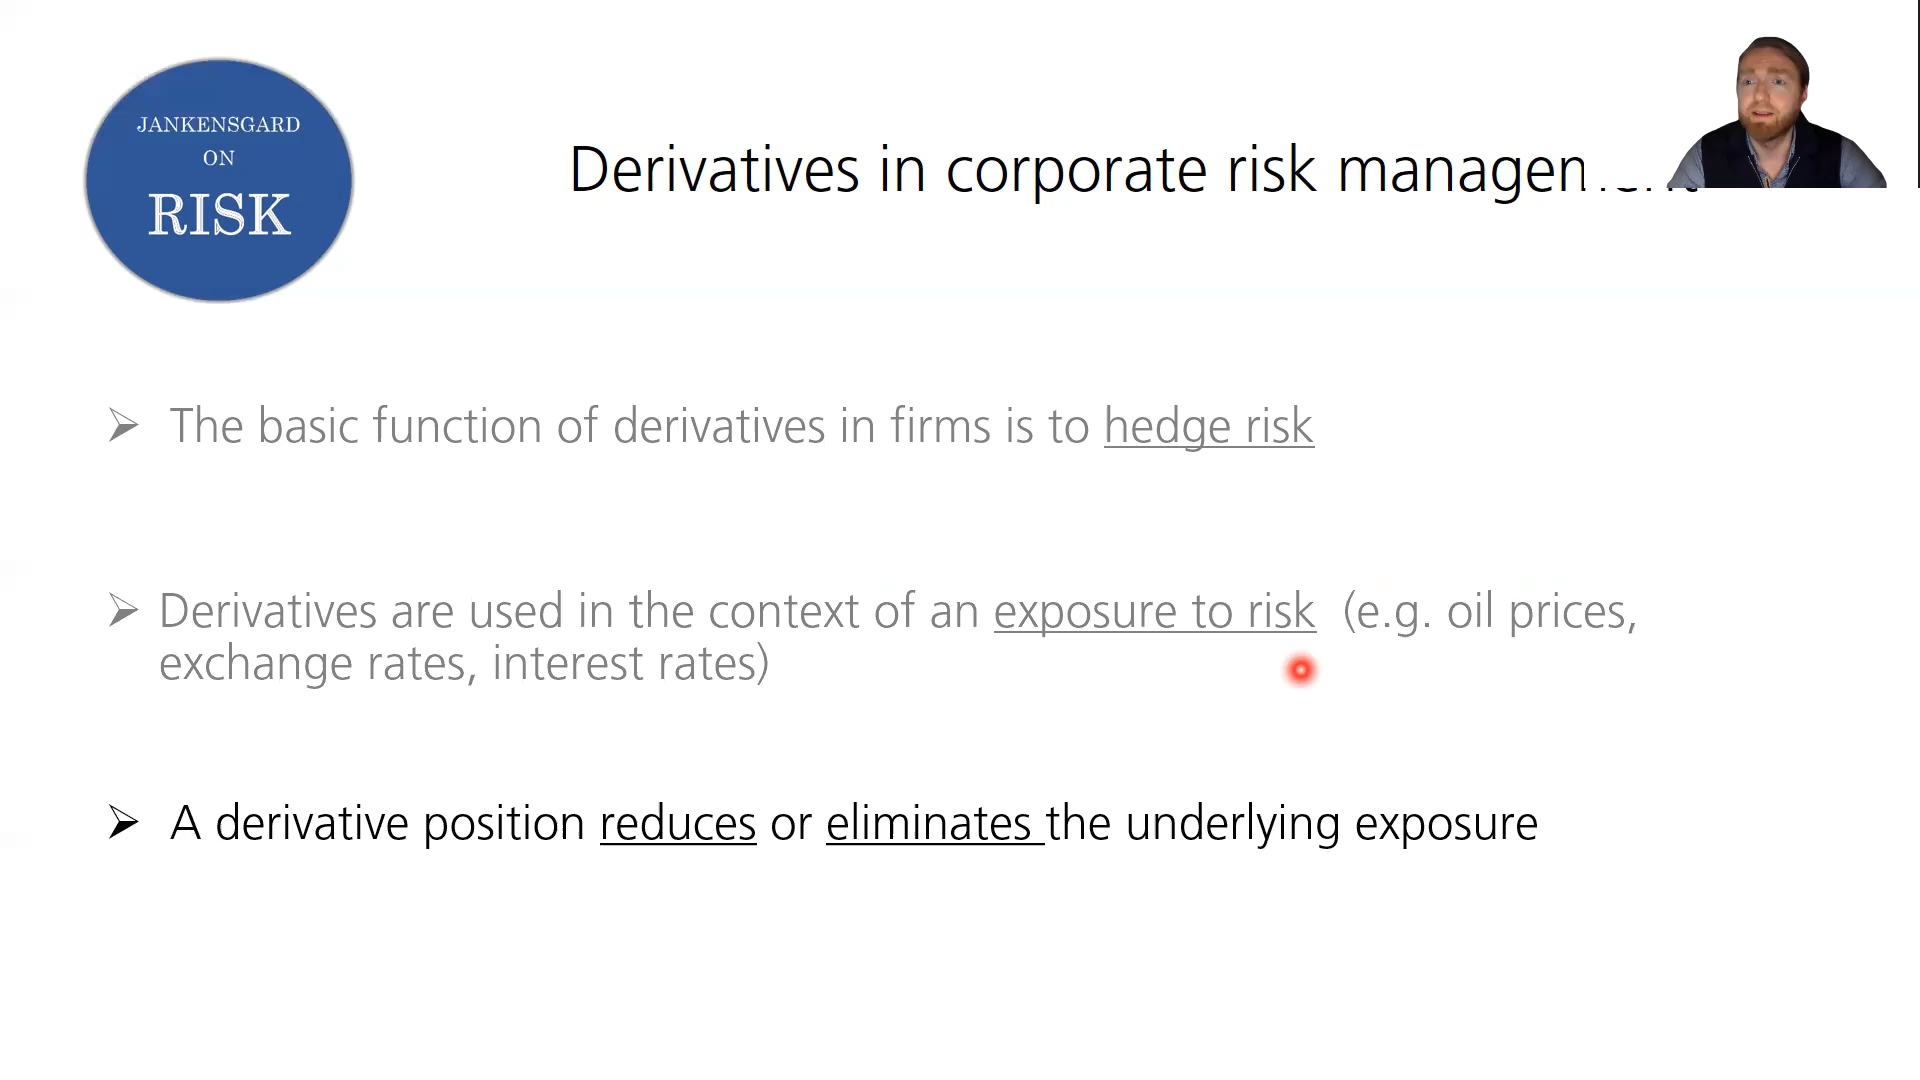 JANKENSGARD
ON
RISK
Derivatives in corporate risk management
The basic function of derivatives in firms is to hedge risk
Derivatives are used in the context of an exposure to risk (e.g. oil prices,
exchange rates, interest rates)
A derivative position reduces or eliminates the underlying exposure